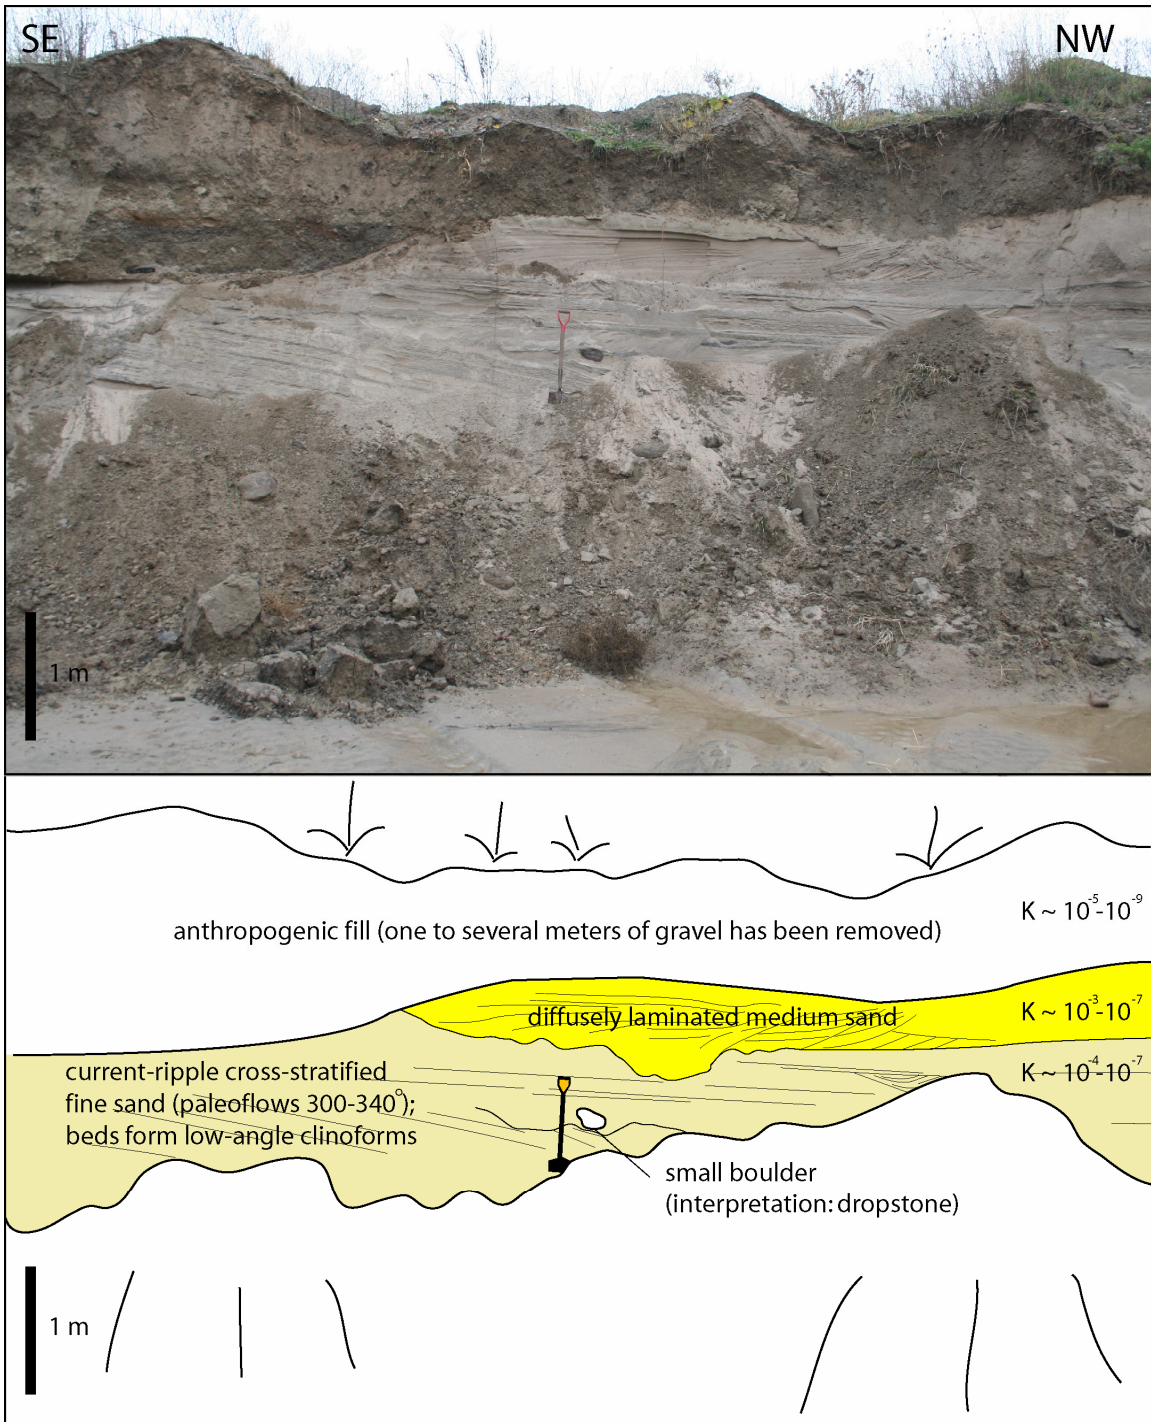 SE
NW
1 m
K ~ 10⁻⁵-10⁻⁹
anthropogenic fill (one to several meters of gravel has been removed)
K ~ 10⁻³-10⁻⁷
diffusely laminated medium sand
K ~ 10⁻⁴-10⁻⁷
current-ripple cross-stratified
fine sand (paleoflows 300-340°);
beds form low-angle clinoforms
small boulder
(interpretation: dropstone)
1 m